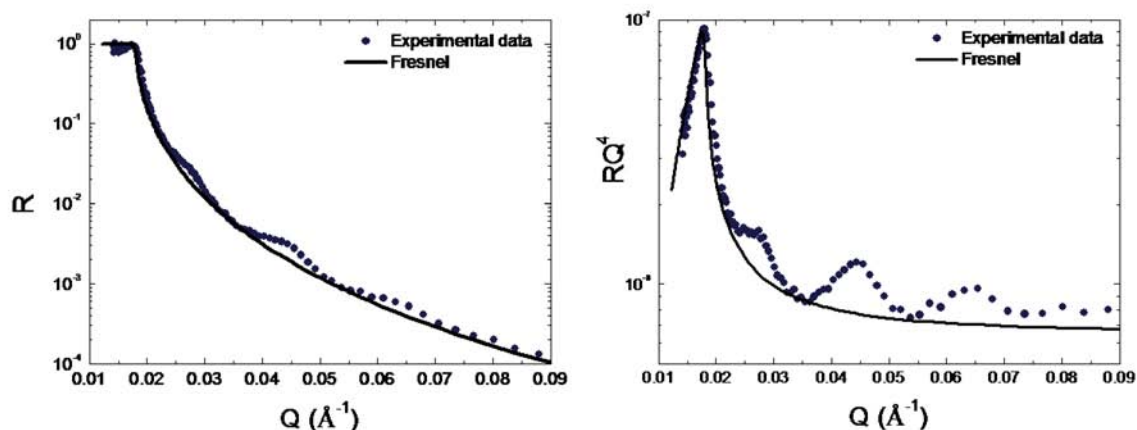 10⁰
10⁻¹
10⁻²
10⁻³
10⁻⁴
R
0.01 0.02 0.03 0.04 0.05 0.06 0.07 0.08 0.09
Q (Å⁻¹)
Experimental data
Fresnel
10⁻⁷
10⁻⁸
RQ⁴
0.01 0.02 0.03 0.04 0.05 0.06 0.07 0.08 0.09
Q (Å⁻¹)
Experimental data
Fresnel